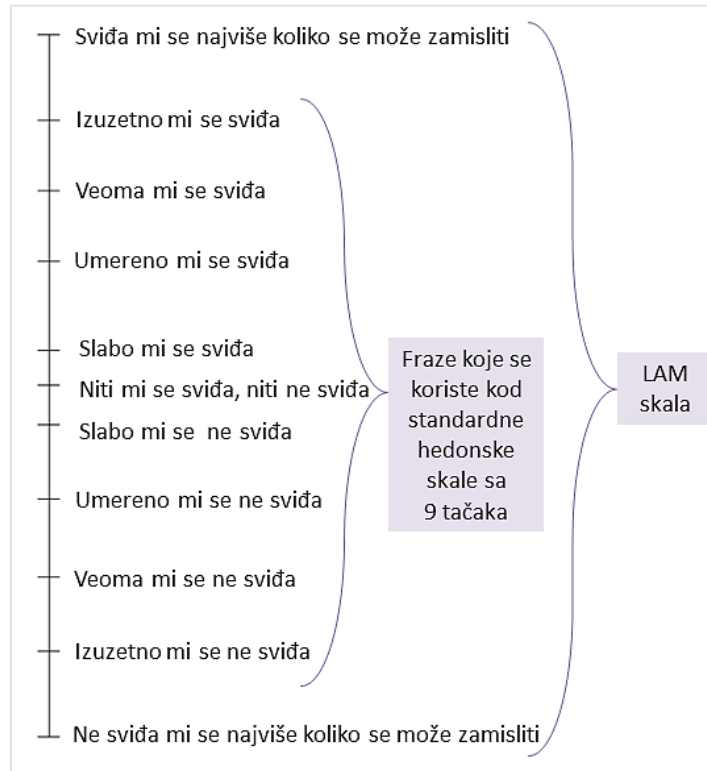 Sviđa mi se najviše koliko se može zamisliti
Izuzetno mi se sviđa
Veoma mi se sviđa
Umereno mi se sviđa
Slabo mi se sviđa
Niti mi se sviđa, niti ne sviđa
Slabo mi se ne sviđa
Umereno mi se ne sviđa
Veoma mi se ne sviđa
Izuzetno mi se ne sviđa
Ne sviđa mi se najviše koliko se može zamisliti
Fraze koje se
koriste kod
standardne
hedonske
skale sa
9 tačaka
LAM
skala